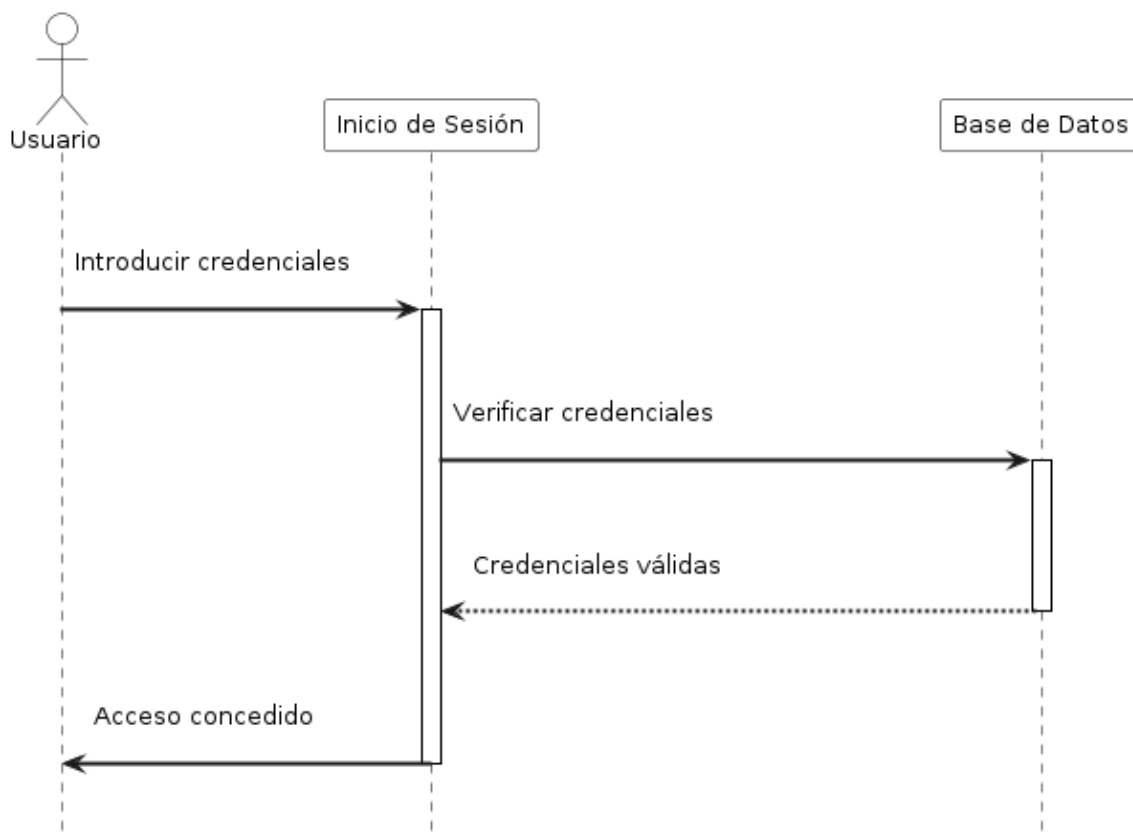 Usuario
Inicio de Sesión
Base de Datos
Introducir credenciales
Verificar credenciales
Credenciales válidas
Acceso concedido